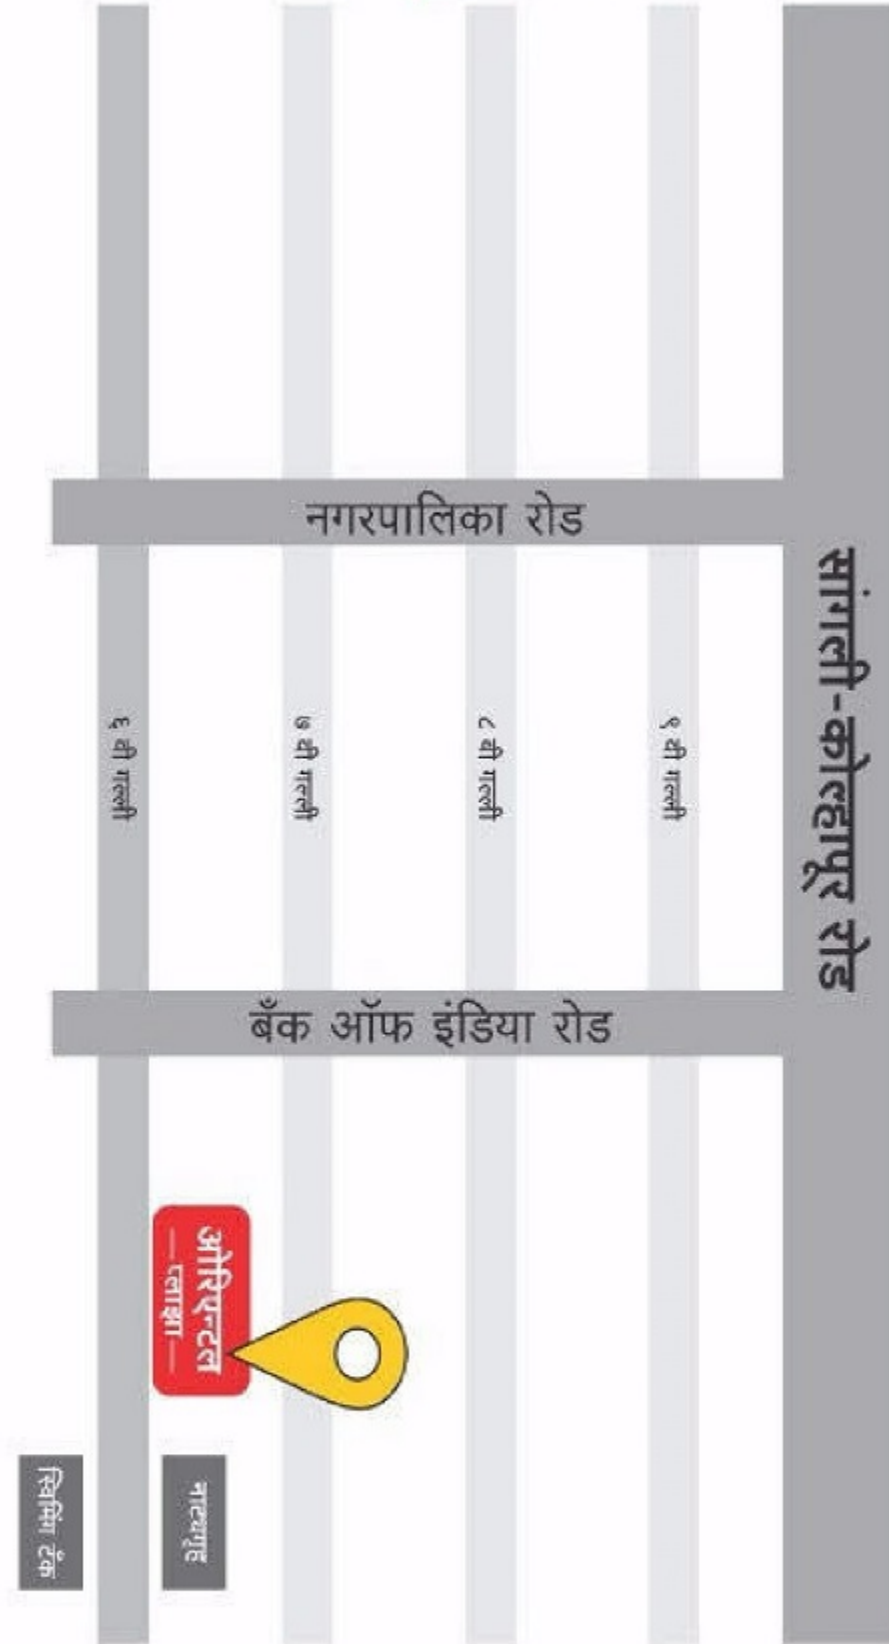 नगरपालिका रोड
सांगली-कोल्हापूर रोड
६ वी गल्ली
७ वी गल्ली
८ वी गल्ली
९ वी गल्ली
बँक ऑफ इंडिया रोड
ओरिएन्टल
प्लाझा
नाट्यगृह
स्विमिंग टँक